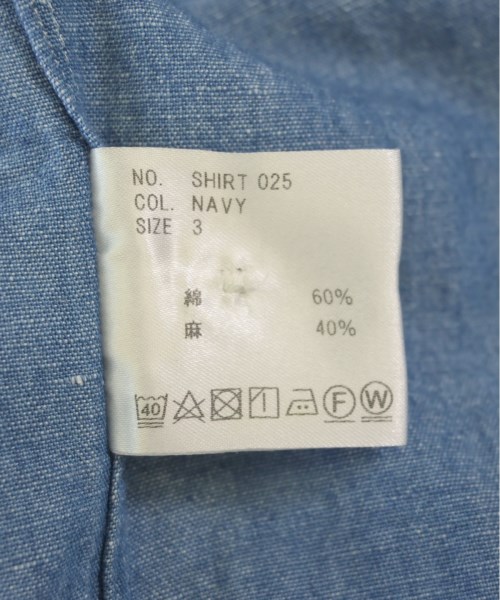 NO. SHIRT 025
COL. NAVY
SIZE 3
綿 60%
麻 40%
40 F W